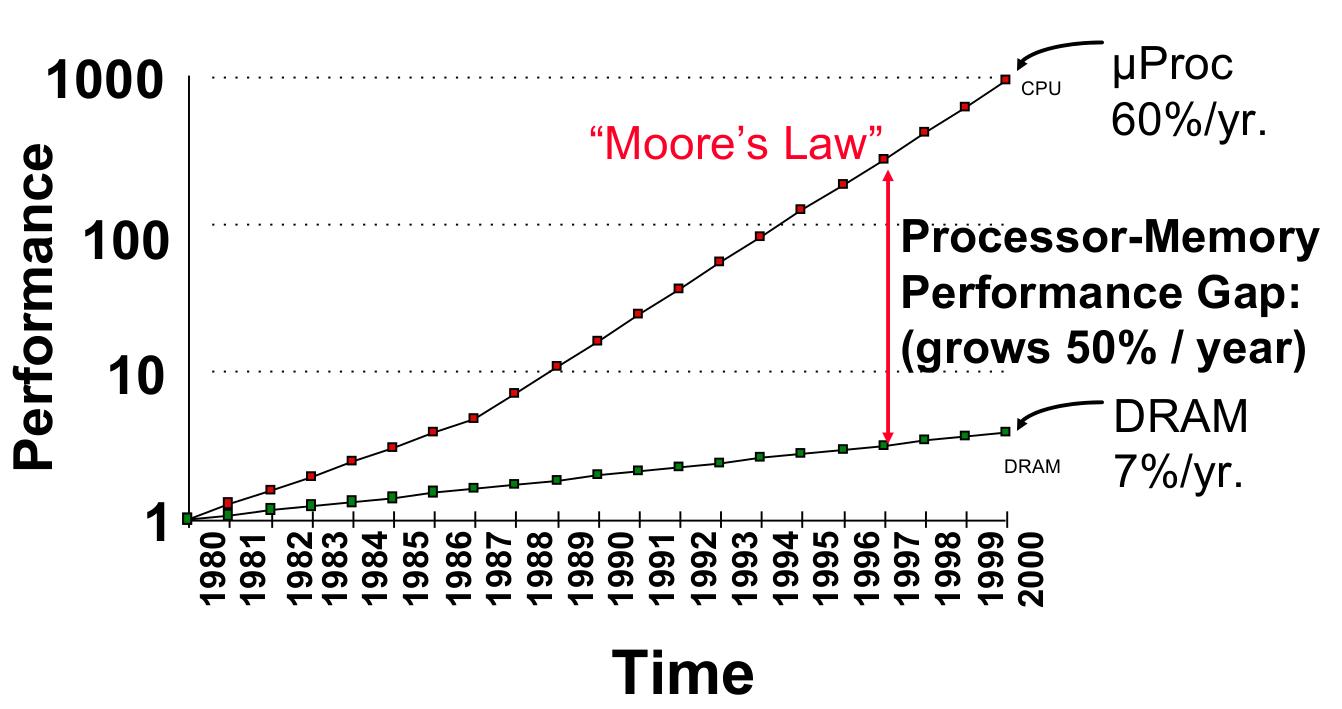 1000
100
10
1
Performance
“Moore’s Law”
CPU
µProc
60%/yr.
Processor-Memory
Performance Gap:
(grows 50% / year)
DRAM
7%/yr.
DRAM
1980
1981
1982
1983
1984
1985
1986
1987
1988
1989
1990
1991
1992
1993
1994
1995
1996
1997
1998
1999
2000
Time